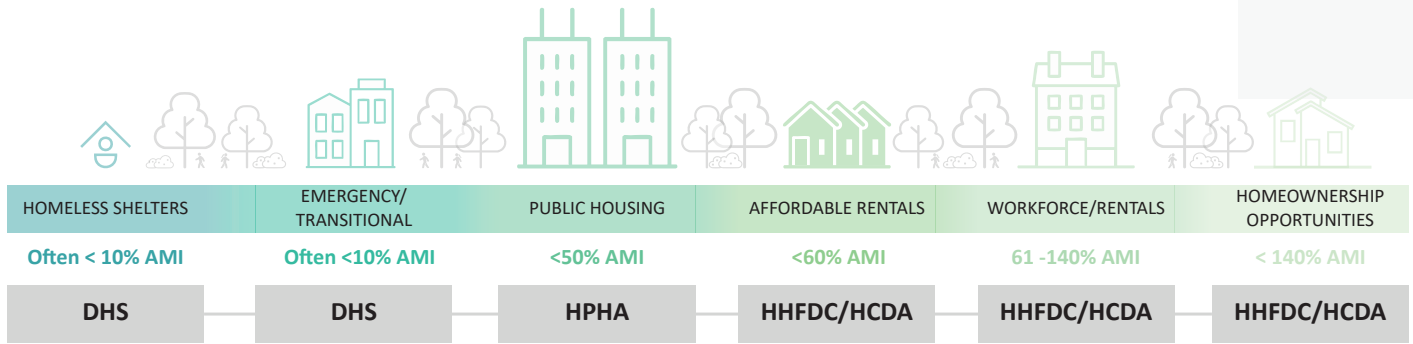 HOMELESS SHELTERS
EMERGENCY/
TRANSITIONAL
PUBLIC HOUSING
AFFORDABLE RENTALS
WORKFORCE/RENTALS
HOMEOWNERSHIP
OPPORTUNITIES
Often < 10% AMI
Often <10% AMI
<50% AMI
<60% AMI
61 -140% AMI
< 140% AMI
DHS
DHS
HPHA
HHFDC/HCDA
HHFDC/HCDA
HHFDC/HCDA